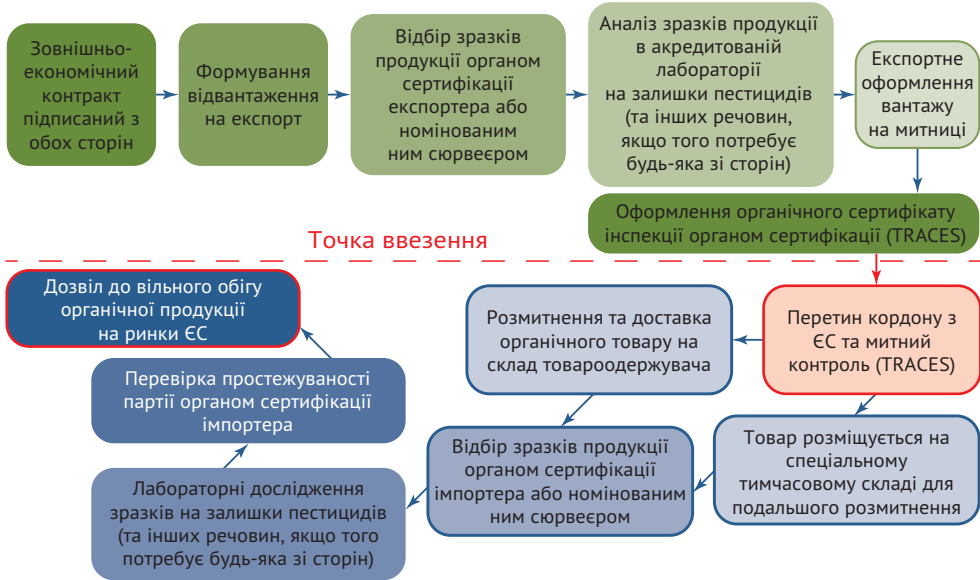 Зовнішньо-
економічний
контракт
підписаний з
обох сторін
Формування
відвантаження
на експорт
Відбір зразків
продукції органом
сертифікації
експортера або
номінованим
ним сюрвеєром
Аналіз зразків продукції
в акредитованій
лабораторії
на залишки пестицидів
(та інших речовин,
якщо того потребує
будь-яка зі сторін)
Експортне
оформлення
вантажу
на митниці
Оформлення органічного сертифікату
інспекції органом сертифікації (TRACES)
Точка ввезення
Перетин кордону з
ЄС та митний
контроль (TRACES)
Розмитнення та доставка
органічного товару на
склад товароодержувача
Товар розміщується на
спеціальному
тимчасовому складі для
подальшого розмитнення
Відбір зразків продукції
органом сертифікації
імпортера або номінованим
ним сюрвеєром
Лабораторні дослідження
зразків на залишки пестицидів
(та інших речовин, якщо того
потребує будь-яка зі сторін)
Перевірка простежуваності
партії органом сертифікації
імпортера
Дозвіл до вільного обігу
органічної продукції
на ринки ЄС